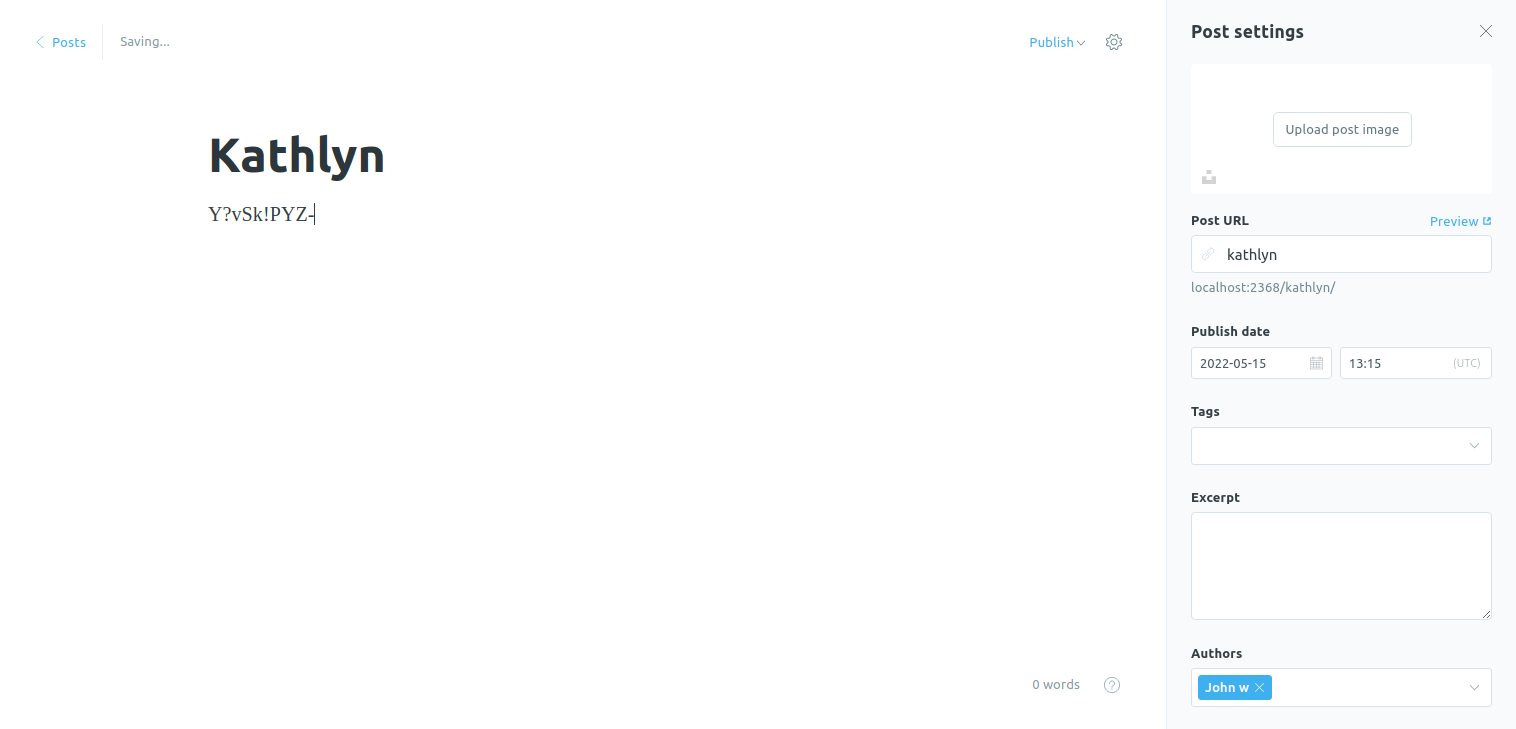 Posts
Saving...
Publish
Kathlyn
Y?vSk!PYZ-
0 words
?
Post settings
Upload post image
Post URL
Preview
kathlyn
localhost:2368/kathlyn/
Publish date
2022-05-15
13:15
(UTC)
Tags
Excerpt
Authors
John w